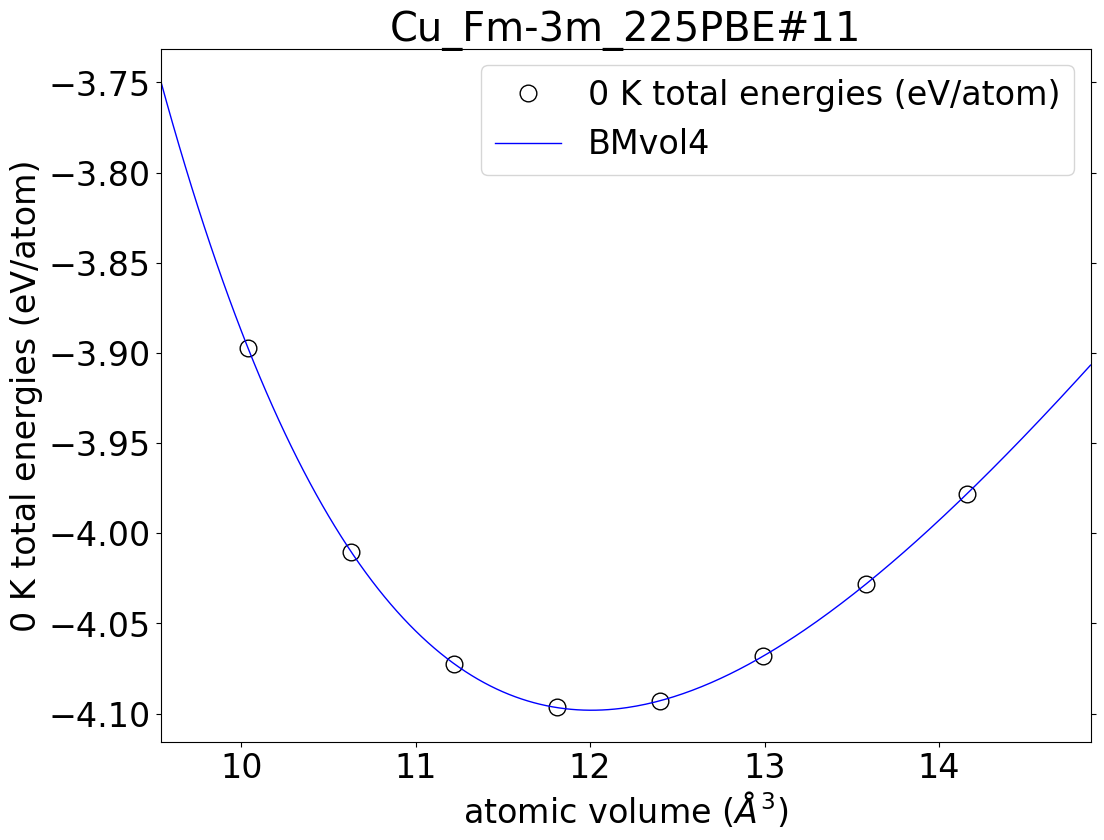 Cu_Fm-3m_225PBE#11
0 K total energies (eV/atom)
BMvol4
0 K total energies (eV/atom)
−3.75
−3.80
−3.85
−3.90
−3.95
−4.00
−4.05
−4.10
10 11 12 13 14
atomic volume (Å³)